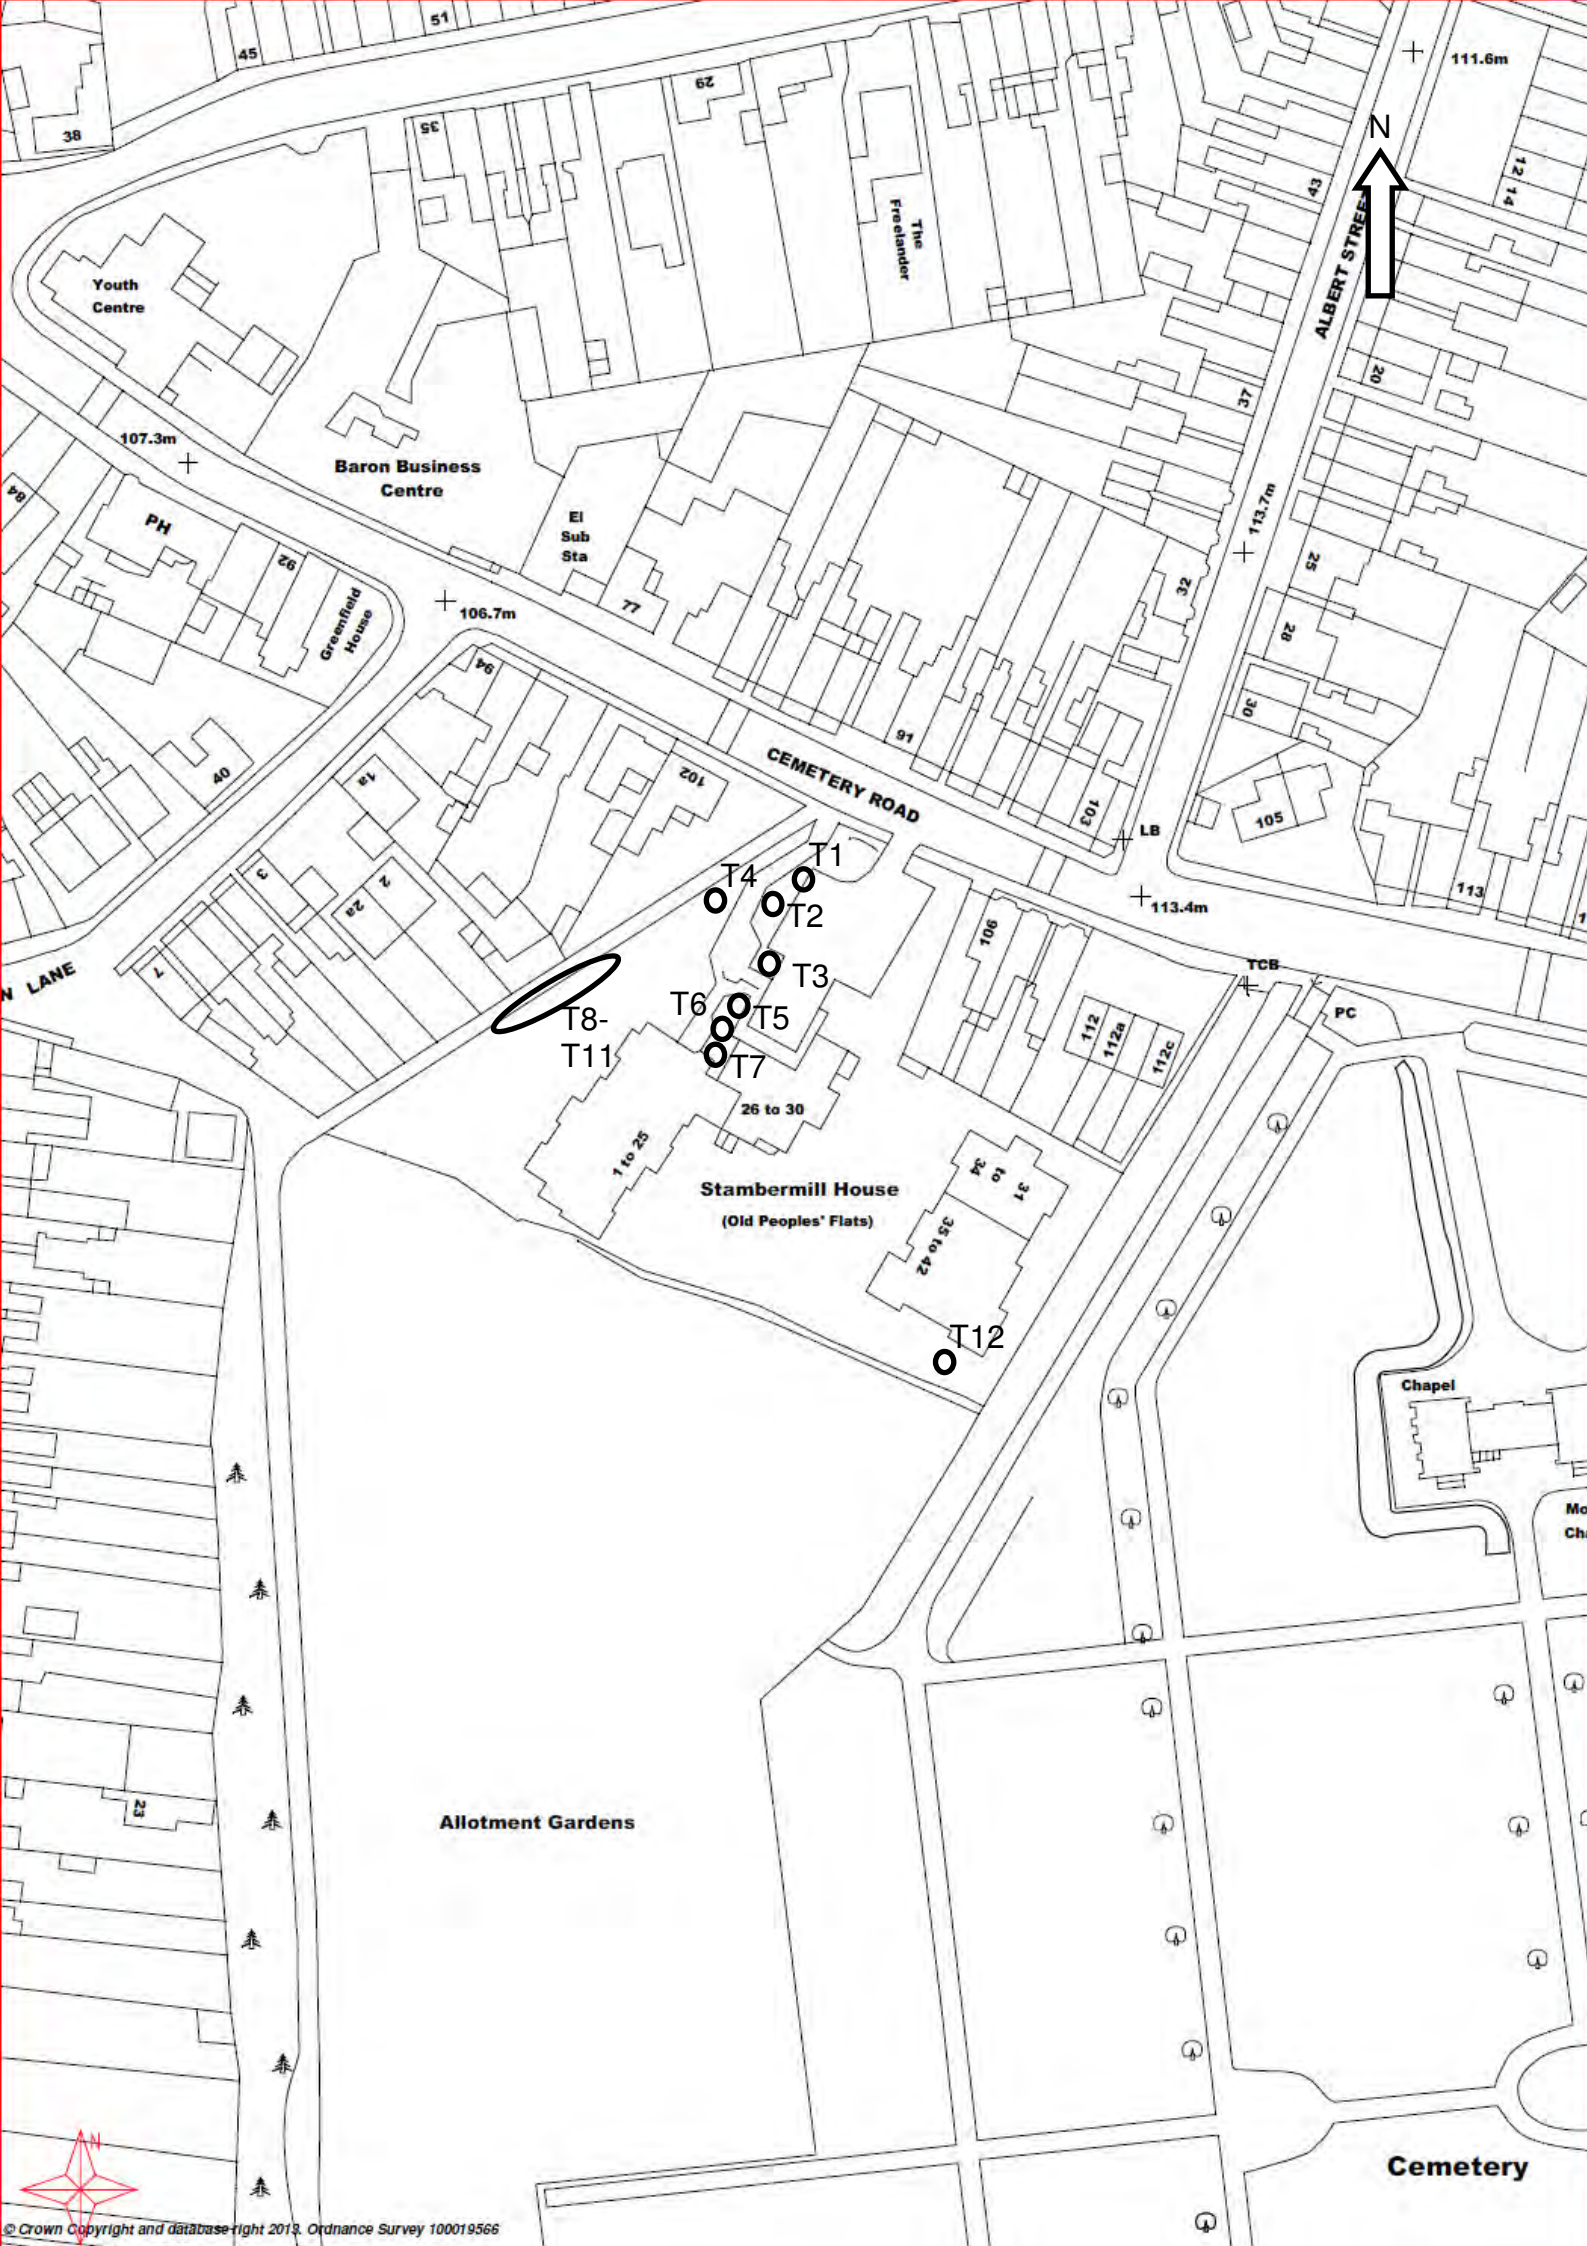 51
45
111.6m
29
38
35
N
12
14
43
The
Freelander
ALBERT STREET
Youth
Centre
20
37
107.3m
Baron Business
Centre
84
113.7m
El
Sub
Sta
PH
92
25
32
Greenfield
House
77
106.7m
28
94
30
91
CEMETERY ROAD
102
1a
40
103
LB
105
T1
T4
3
2
2a
T2
113
113.4m
106
7
N LANE
T3
TCB
T6
T5
T8-
T11
T7
PC
112
112a
112c
26 to 30
1 to 25
31
to
34
Stambermill House
(Old Peoples' Flats)
35 to 42
T12
Chapel
Mo
Cha
23
Allotment Gardens
N
Cemetery
© Crown Copyright and database right 2013. Ordnance Survey 100019566